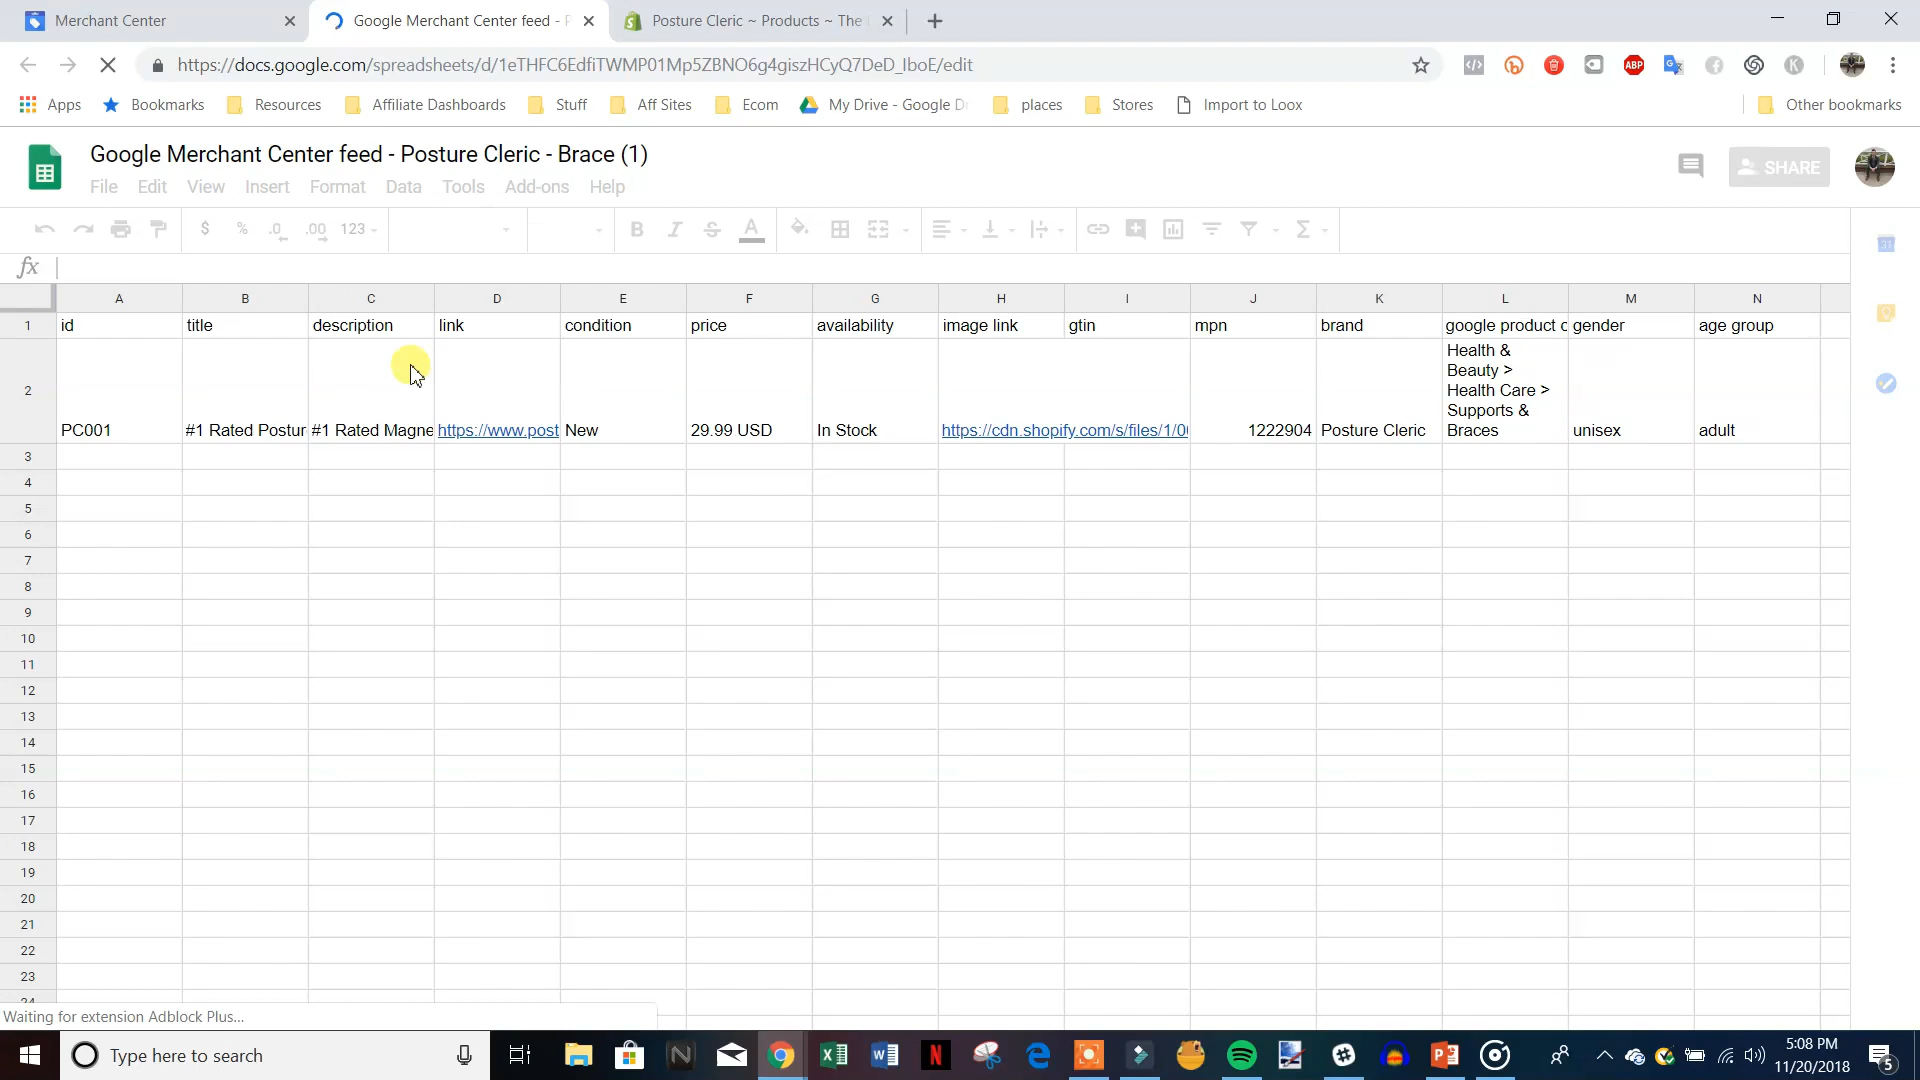 Merchant Center
Google Merchant Center feed - P
Posture Cleric ~ Products ~ The
https://docs.google.com/spreadsheets/d/1eTHFC6EdfiTWMP01Mp5ZBNO6g4giszHCyQ7DeD_IboE/edit
Apps Bookmarks Resources Affiliate Dashboards Stuff Aff Sites Ecom My Drive - Google Dr places Stores Import to Loox Other bookmarks
Google Merchant Center feed - Posture Cleric - Brace (1)
SHARE
File Edit View Insert Format Data Tools Add-ons Help
$ % .0 .00 123
fx
A B C D E F G H I J K L M N
1 id title description link condition price availability image link gtin mpn brand google product c gender age group
Health &
Beauty >
Health Care >
Supports &
2 PC001 #1 Rated Postur #1 Rated Magne https://www.post New 29.99 USD In Stock https://cdn.shopify.com/s/files/1/0 1222904 Posture Cleric Braces unisex adult
3
4
5
6
7
8
9
10
11
12
13
14
15
16
17
18
19
20
21
22
23
24
Waiting for extension Adblock Plus...
Type here to search
5:08 PM
11/20/2018
5